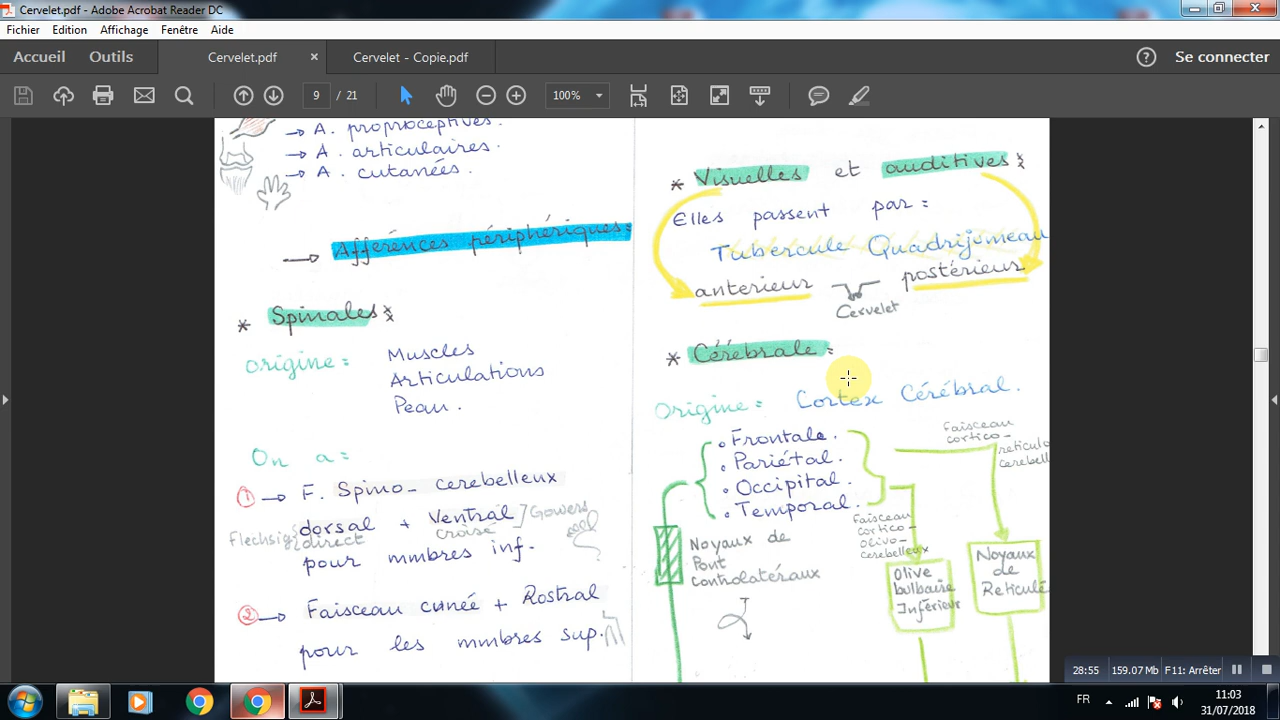 Cervelet.pdf - Adobe Acrobat Reader DC
Fichier Edition Affichage Fenêtre Aide
Accueil Outils Cervelet.pdf × Cervelet - Copie.pdf Se connecter
9 / 21 100%
→ A. proprioceptives.
→ A. articulaires.
→ A. cutanées.
→ Afférences périphériques:
* Spinales:
origine: Muscles
Articulations
Peau.
On a:
① → F. Spino-cerebelleux
dorsal + Ventral Gowers
Flechsig direct croisé
pour mmbres inf.
② → Faisceau cunée + Rostral
pour les mmbres sup.
* Visuelles et auditives:
Elles passent par:
Tubercule Quadrijumeau
anterieur postérieur
Cervelet
* Cérébrale:
Origine: Cortex Cérébral.
• Frontale.
• Pariétal.
• Occipital.
• Temporal.
Faisceau
cortico-
reticulo
cerebell
Faisceau
cortico-
olivo-
cerebelleux
Noyaux de
Pont
controlatéraux
Olive
bulbaire
Inférieur
Noyaux
de
Reticulé
28:55 159.07 Mb F11: Arrêter
FR 11:03
31/07/2018